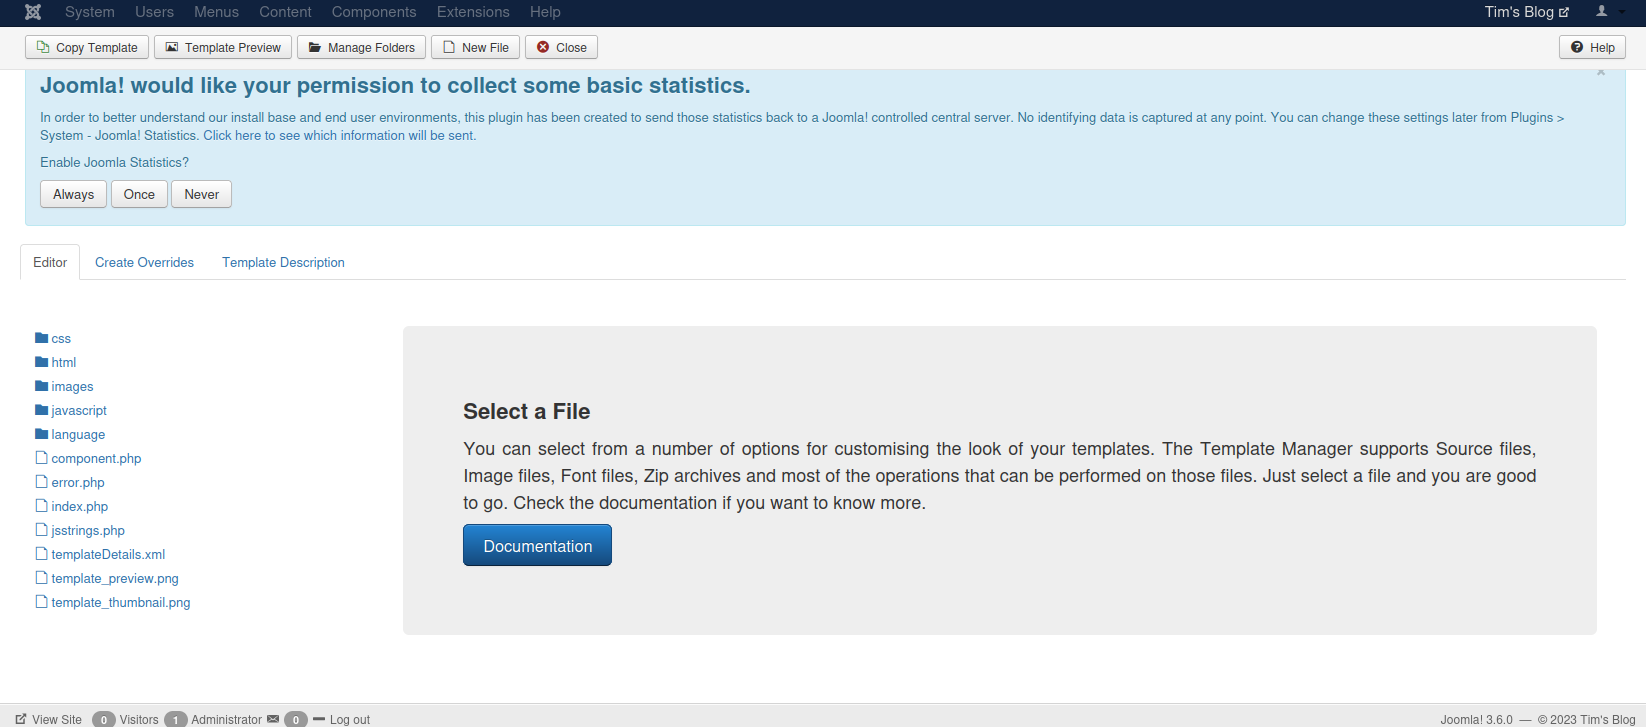 System Users Menus Content Components Extensions Help Tim's Blog
Copy Template Template Preview Manage Folders New File Close Help
Joomla! would like your permission to collect some basic statistics.
In order to better understand our install base and end user environments, this plugin has been created to send those statistics back to a Joomla! controlled central server. No identifying data is captured at any point. You can change these settings later from Plugins >
System - Joomla! Statistics. Click here to see which information will be sent.
Enable Joomla Statistics?
Always Once Never
Editor Create Overrides Template Description
css
html
images
javascript
language
component.php
error.php
index.php
jsstrings.php
templateDetails.xml
template_preview.png
template_thumbnail.png
Select a File
You can select from a number of options for customising the look of your templates. The Template Manager supports Source files,
Image files, Font files, Zip archives and most of the operations that can be performed on those files. Just select a file and you are good
to go. Check the documentation if you want to know more.
Documentation
View Site 0 Visitors 1 Administrator 0 Log out Joomla! 3.6.0 — © 2023 Tim's Blog